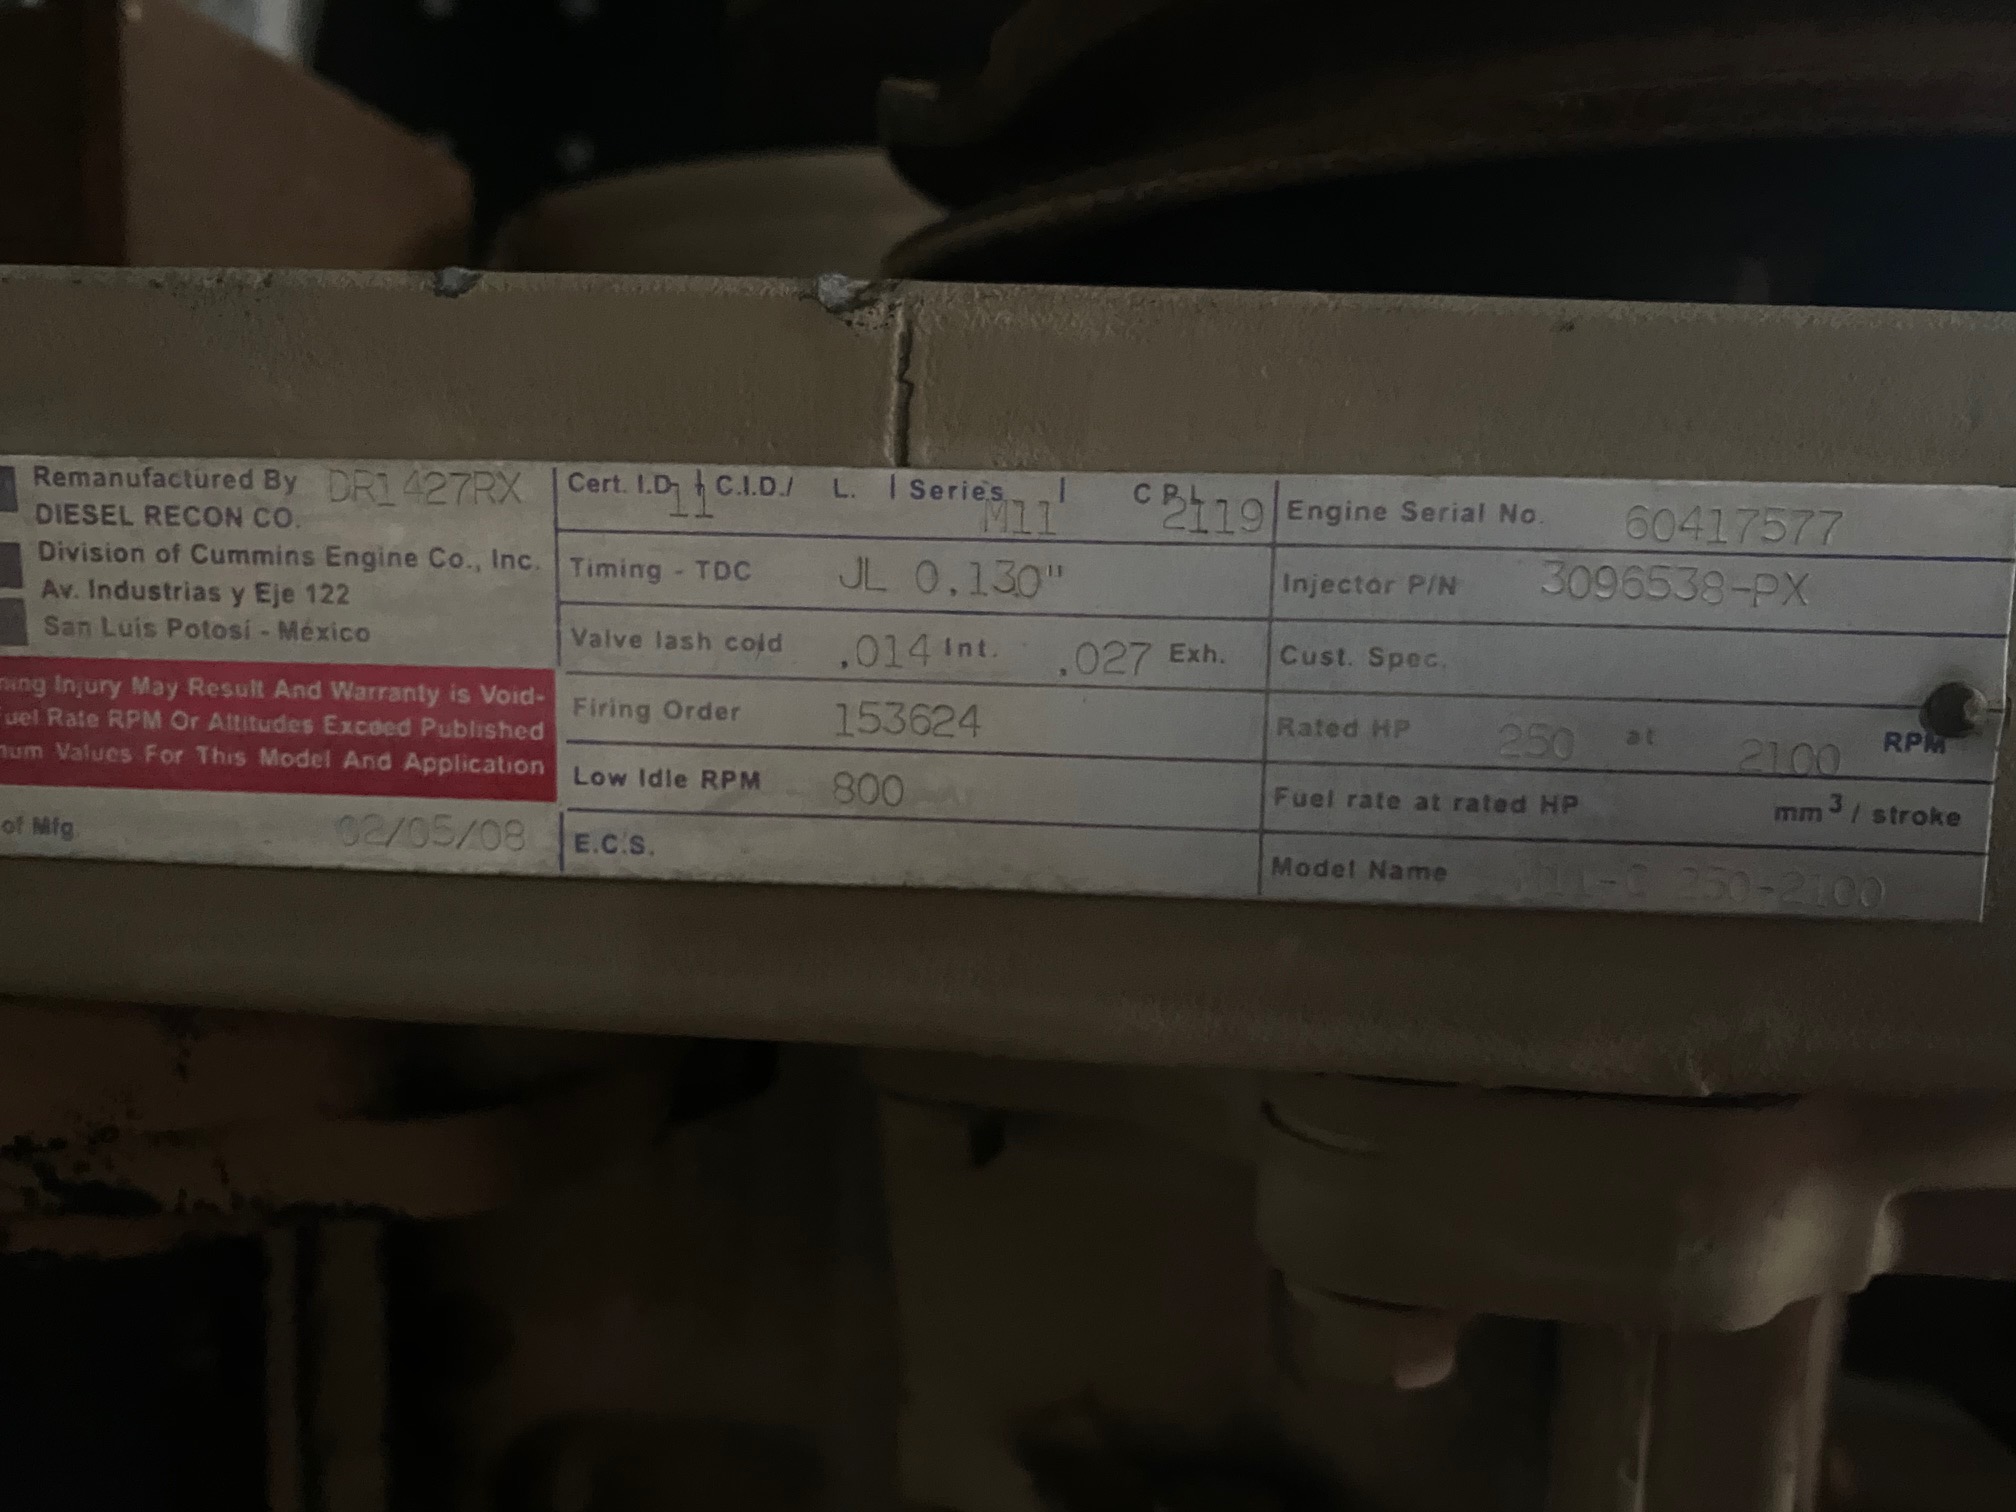 Remanufactured By DR1427RX
DIESEL RECON CO.
Division of Cummins Engine Co., Inc.
Av. Industrias y Eje 122
San Luis Potosí - México
Injury May Result And Warranty is Void-
Rate RPM Or Altitudes Exceed Published
Values For This Model And Application
of Mfg. 02/05/08
Cert. I.D. C.I.D./ L. Series CPL
11 M11 2119
Timing - TDC JL 0.130"
Valve lash cold .014 Int. .027 Exh.
Firing Order 153624
Low Idle RPM 800
E.C.S.
Engine Serial No. 60417577
Injector P/N 3096538-PX
Cust. Spec.
Rated HP 250 at 2100 RPM
Fuel rate at rated HP mm³ / stroke
Model Name M11-C 250-2100